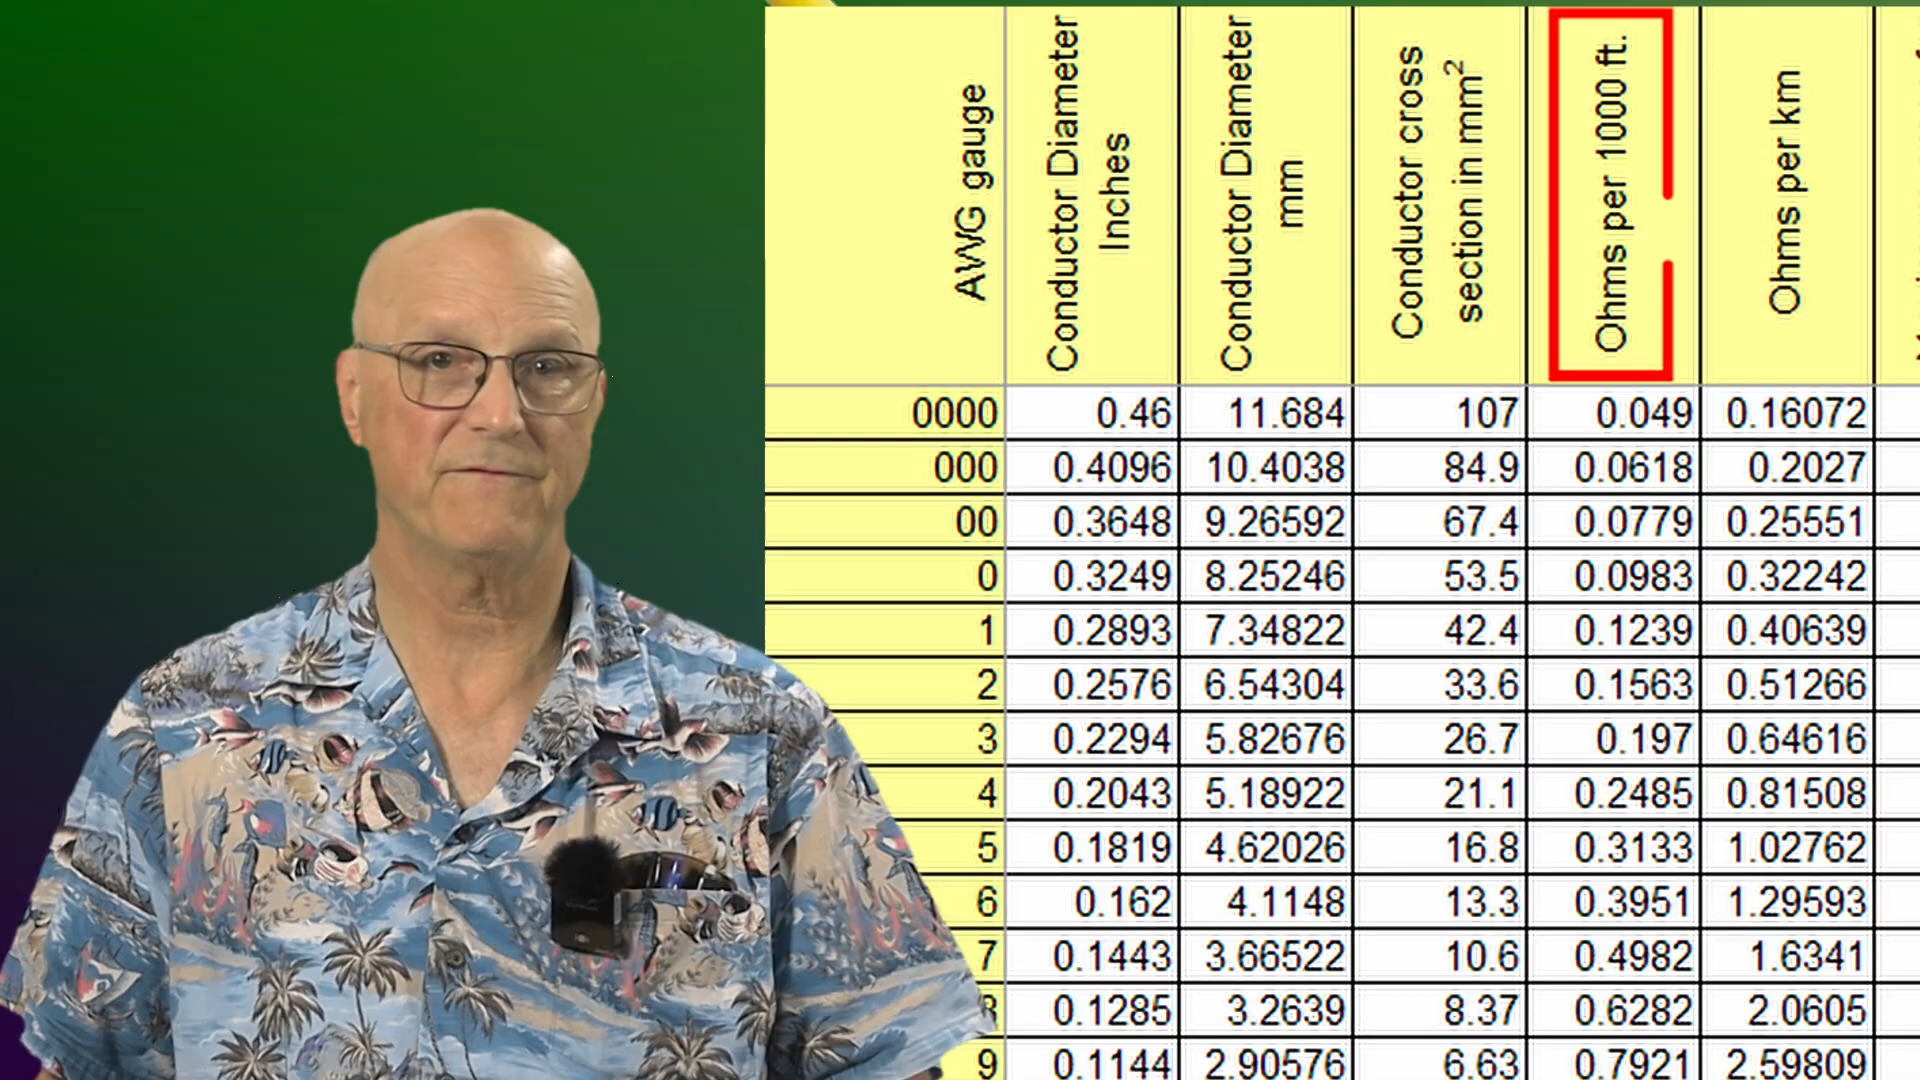 AWG gauge
Conductor Diameter
Inches
Conductor Diameter
mm
Conductor cross
section in mm2
Ohms per 1000 ft.
Ohms per km
0000 0.46 11.684 107 0.049 0.16072
000 0.4096 10.4038 84.9 0.0618 0.2027
00 0.3648 9.26592 67.4 0.0779 0.25551
0 0.3249 8.25246 53.5 0.0983 0.32242
1 0.2893 7.34822 42.4 0.1239 0.40639
2 0.2576 6.54304 33.6 0.1563 0.51266
3 0.2294 5.82676 26.7 0.197 0.64616
4 0.2043 5.18922 21.1 0.2485 0.81508
5 0.1819 4.62026 16.8 0.3133 1.02762
6 0.162 4.1148 13.3 0.3951 1.29593
7 0.1443 3.66522 10.6 0.4982 1.6341
8 0.1285 3.2639 8.37 0.6282 2.0605
9 0.1144 2.90576 6.63 0.7921 2.59809